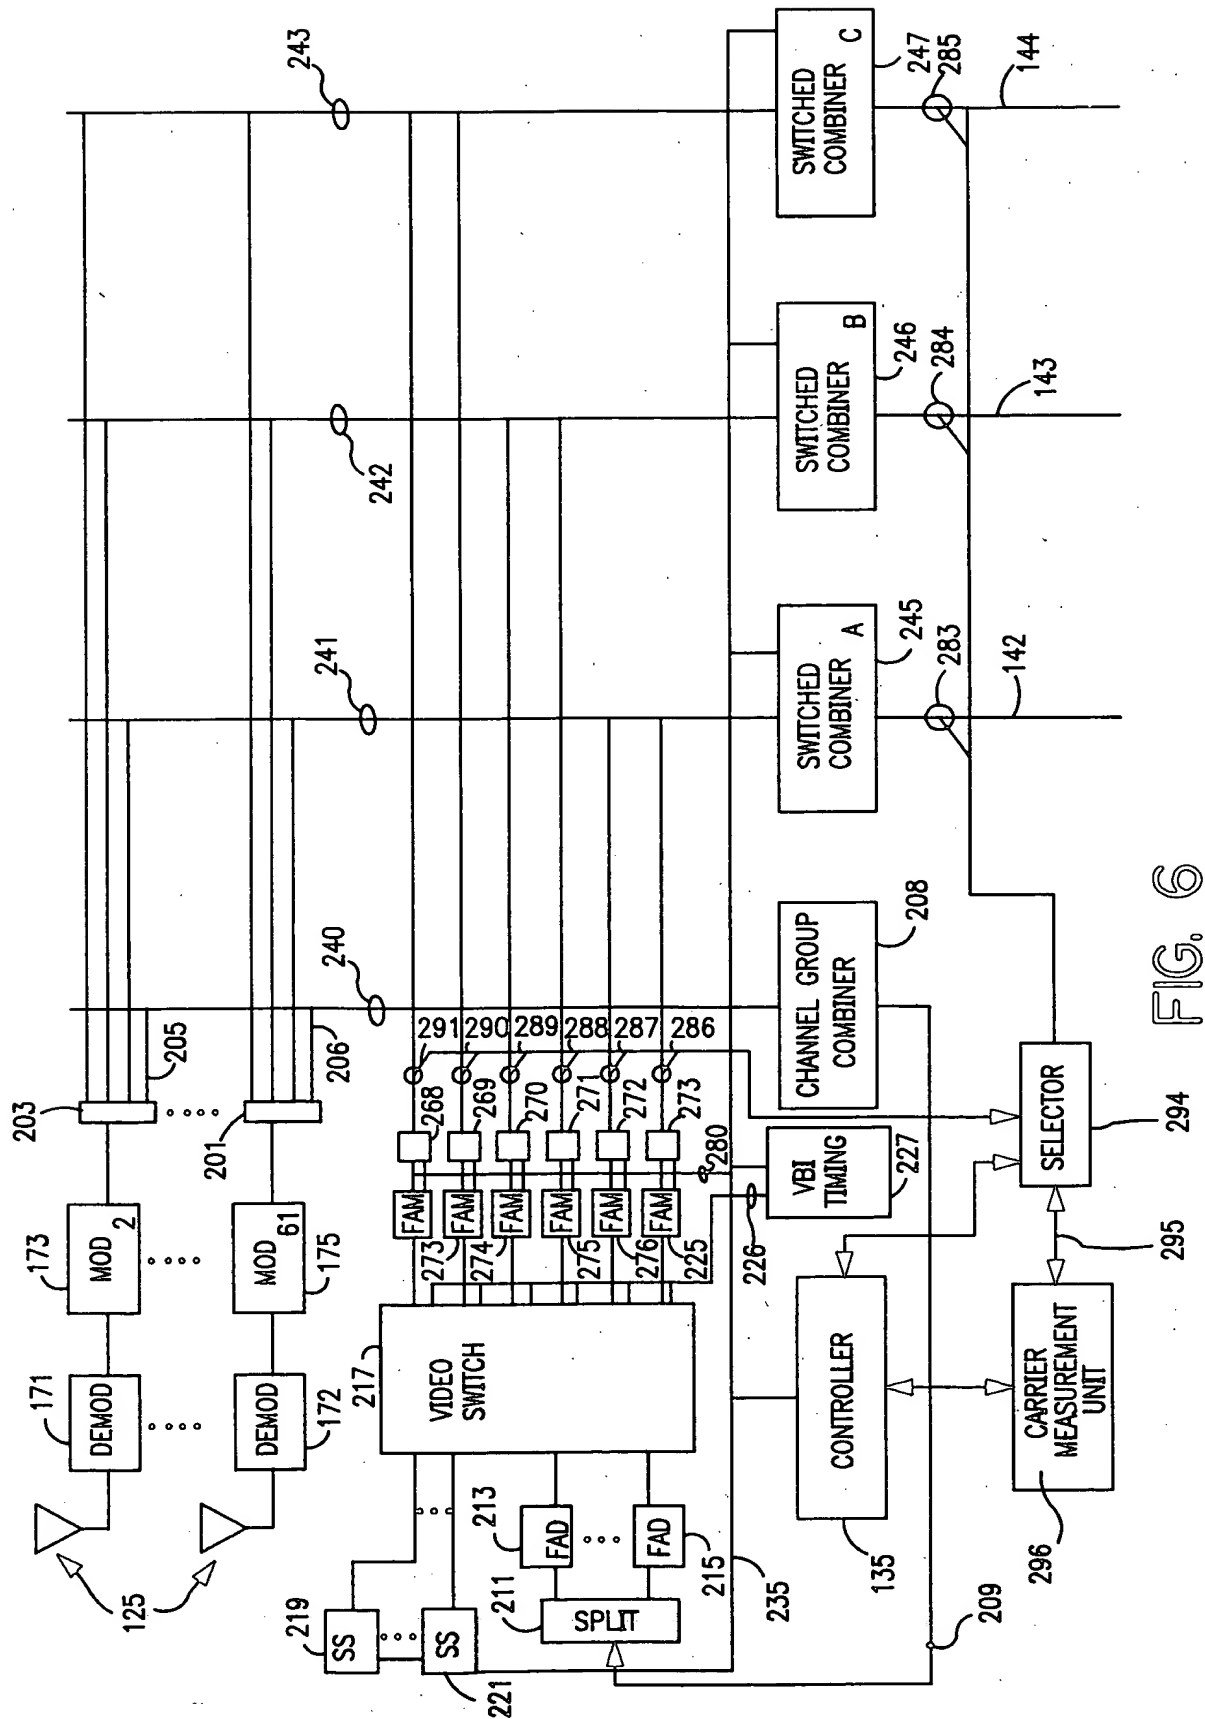 125
171
DEMOD
173
MOD
2
203
205
DEMOD
172
MOD
61
175
201
206
240
241
242
243
219
SS
SS
221
217
VIDEO
SWITCH
211
SPLIT
213
FAD
FAD
215
FAM
FAM
FAM
FAM
FAM
FAM
273
274
275
276
225
268
269
270
271
272
273
291
290
289
288
287
286
280
226
VBI
TIMING
227
235
CHANNEL GROUP
COMBINER
208
SWITCHED
COMBINER
A
245
SWITCHED
COMBINER
B
246
SWITCHED
COMBINER
C
247
283
284
285
142
143
144
CONTROLLER
135
209
CARRIER
MEASUREMENT
UNIT
296
295
SELECTOR
294
FIG. 6